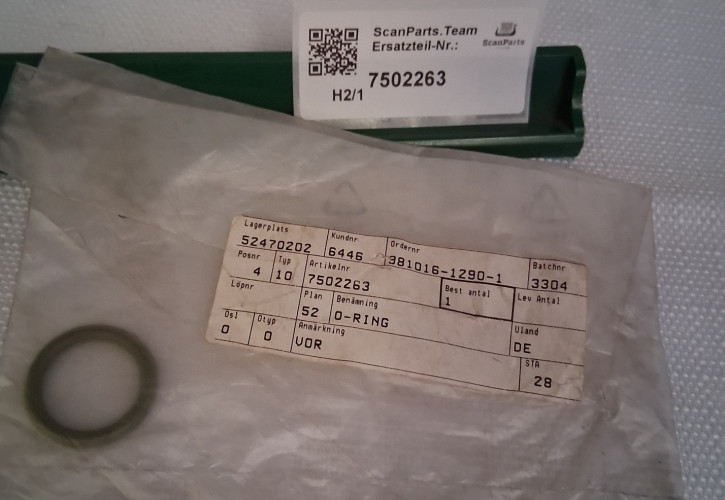 ScanParts.Team
Ersatzteil-Nr.:
ScanParts
7502263
H2/1
Lagerplats Kundnr Ordernr Batchnr
52470202 6446 381016-1290-1 3304
Posnr Typ Artikelnr Best antal Lev Antal
4 10 7502263 1
Löpnr Plan Benämning Uland
52 O-RING DE
Dsl Otyp Anmärkning STA
0 0 VOR 28